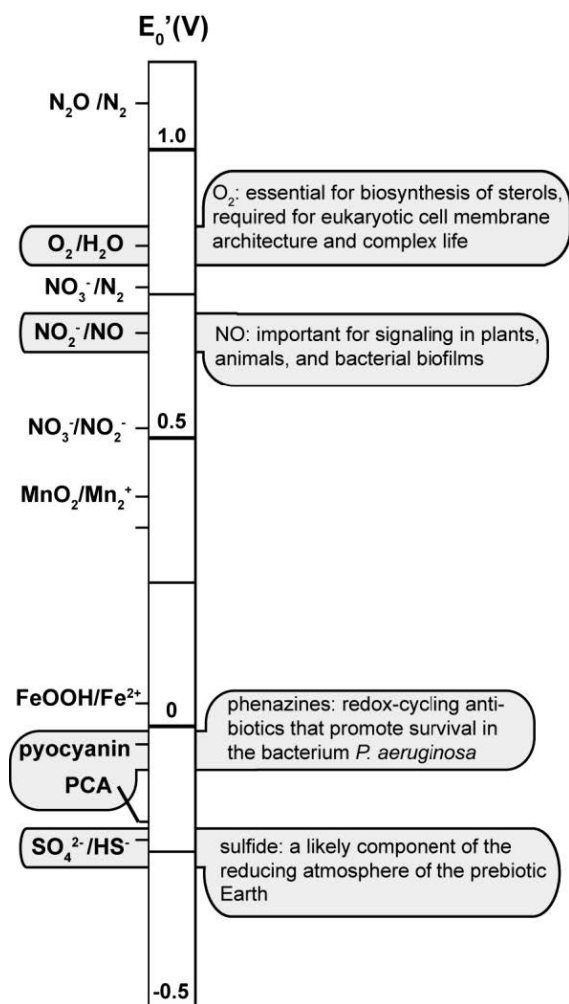 E₀’(V)
N₂O /N₂
1.0
O₂: essential for biosynthesis of sterols,
required for eukaryotic cell membrane
architecture and complex life
O₂/H₂O
NO₃⁻/N₂
NO₂⁻/NO
NO: important for signaling in plants,
animals, and bacterial biofilms
0.5
NO₃⁻/NO₂⁻
MnO₂/Mn₂⁺
FeOOH/Fe²⁺
0
phenazines: redox-cycling anti-
biotics that promote survival in
the bacterium P. aeruginosa
pyocyanin
PCA
SO₄²⁻/HS⁻
sulfide: a likely component of the
reducing atmosphere of the prebiotic
Earth
-0.5